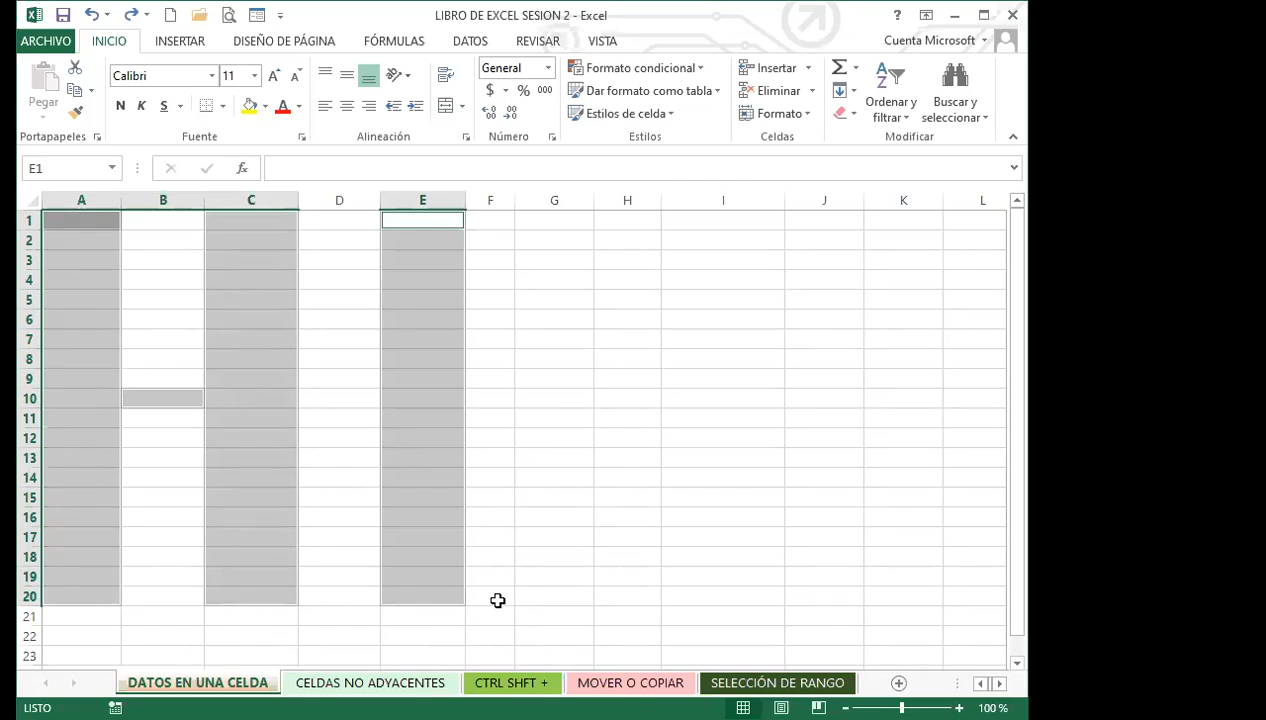 LIBRO DE EXCEL SESION 2 - Excel
?
ARCHIVO INICIO INSERTAR DISEÑO DE PÁGINA FÓRMULAS DATOS REVISAR VISTA Cuenta Microsoft
Pegar
Calibri 11
N K S A
General
$ % 000
Formato condicional
Dar formato como tabla
Estilos de celda
Insertar
Eliminar
Formato
Ordenar y
filtrar
Buscar y
seleccionar
Portapapeles Fuente Alineación Número Estilos Celdas Modificar
E1 fx
A B C D E F G H I J K L
1
2
3
4
5
6
7
8
9
10
11
12
13
14
15
16
17
18
19
20
21
22
23
DATOS EN UNA CELDA CELDAS NO ADYACENTES CTRL SHFT + MOVER O COPIAR SELECCIÓN DE RANGO
LISTO 100 %